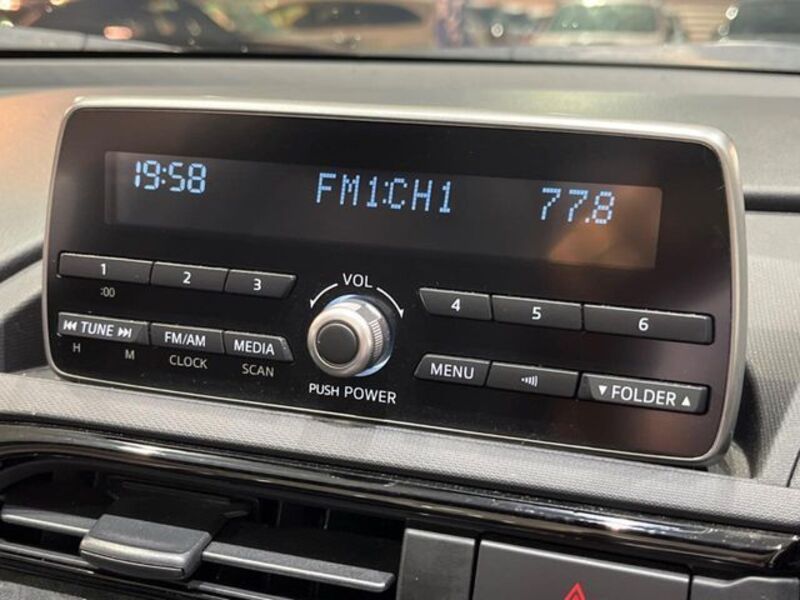 19:58 FM1:CH1 77.8
1 2 3
:00
VOL
4 5 6
TUNE FM/AM MEDIA
H M CLOCK SCAN
PUSH POWER
MENU FOLDER